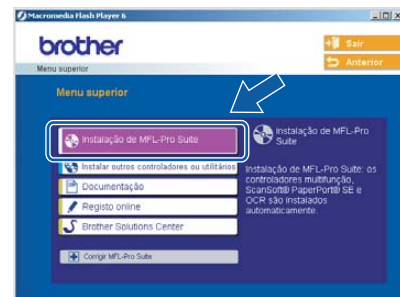 Macromedia Flash Player 6
brother
Sair
Anterior
Menu superior
Menu superior
Instalação de MFL-Pro Suite
Instalar outros controladores ou utilitários
Documentação
Registo online
Brother Solutions Center
Corrigir MFL-Pro Suite
Instalação de MFL-Pro
Suite
Instalação de MFL-Pro Suite: os
controladores multifunção,
ScanSoft® PaperPort® SE e
OCR são instalados
automaticamente.